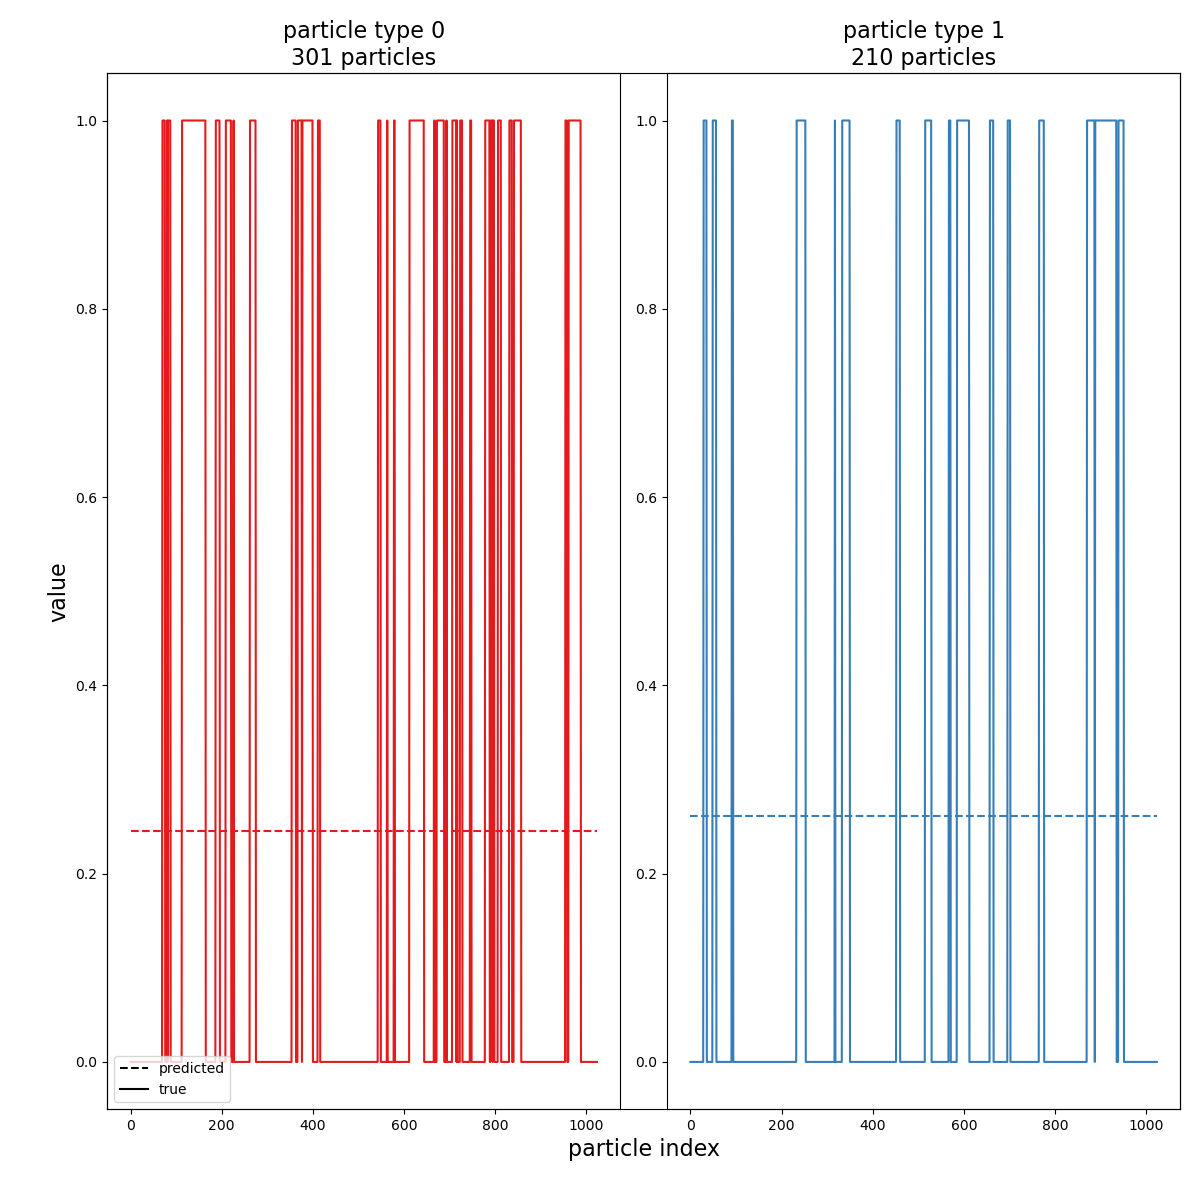 particle type 0
301 particles
particle type 1
210 particles
value
1.0
0.8
0.6
0.4
0.2
0.0
1.0
0.8
0.6
0.4
0.2
0.0
predicted
true
0 200 400 600 800 1000
0 200 400 600 800 1000
particle index